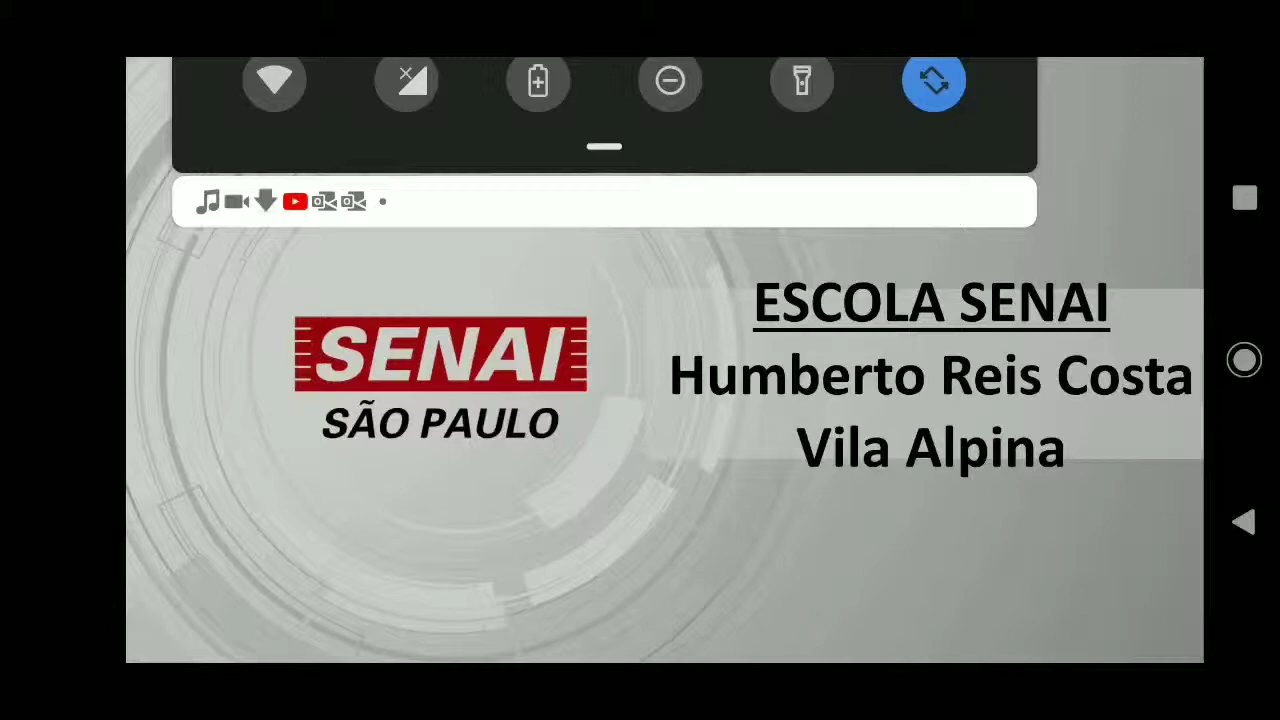 SENAI
SÃO PAULO
ESCOLA SENAI
Humberto Reis Costa
Vila Alpina